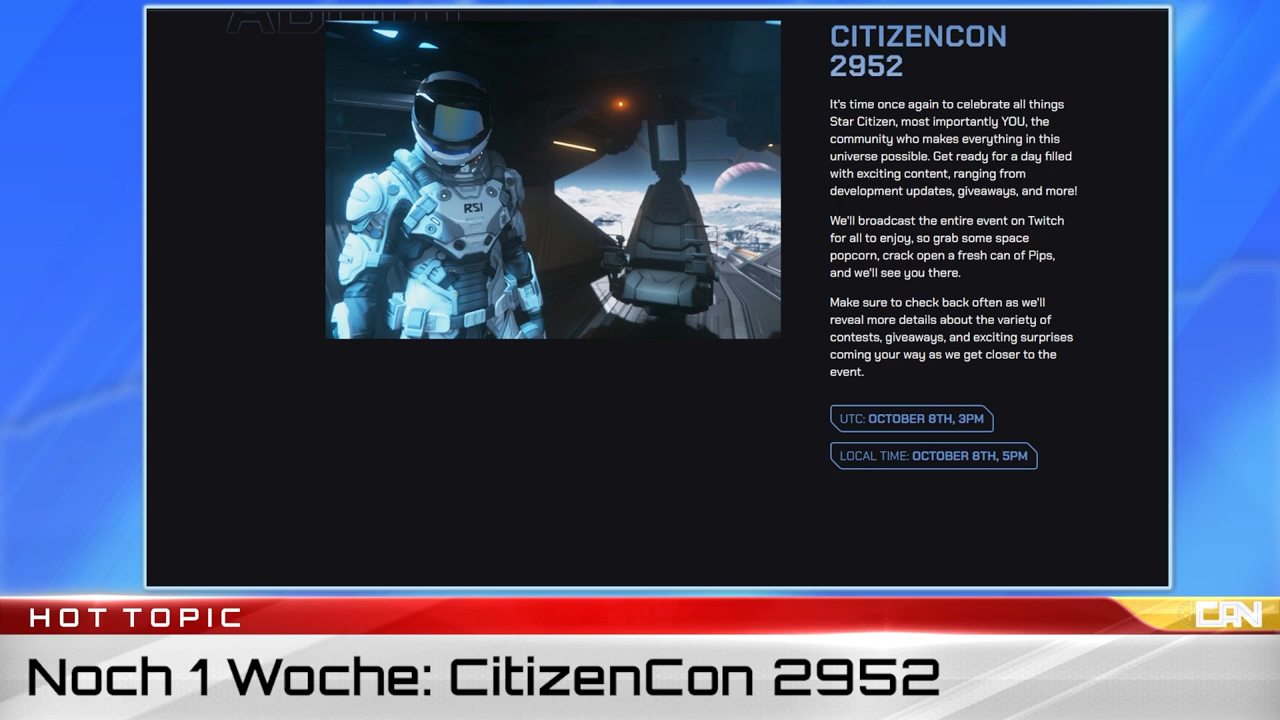 CITIZENCON
2952
It's time once again to celebrate all things
Star Citizen, most importantly YOU, the
community who makes everything in this
universe possible. Get ready for a day filled
with exciting content, ranging from
development updates, giveaways, and more!
We'll broadcast the entire event on Twitch
for all to enjoy, so grab some space
popcorn, crack open a fresh can of Pips,
and we'll see you there.
Make sure to check back often as we'll
reveal more details about the variety of
contests, giveaways, and exciting surprises
coming your way as we get closer to the
event.
UTC: OCTOBER 8TH, 3PM
LOCAL TIME: OCTOBER 8TH, 5PM
RSI
HOT TOPIC
CAN
Noch 1 Woche: CitizenCon 2952